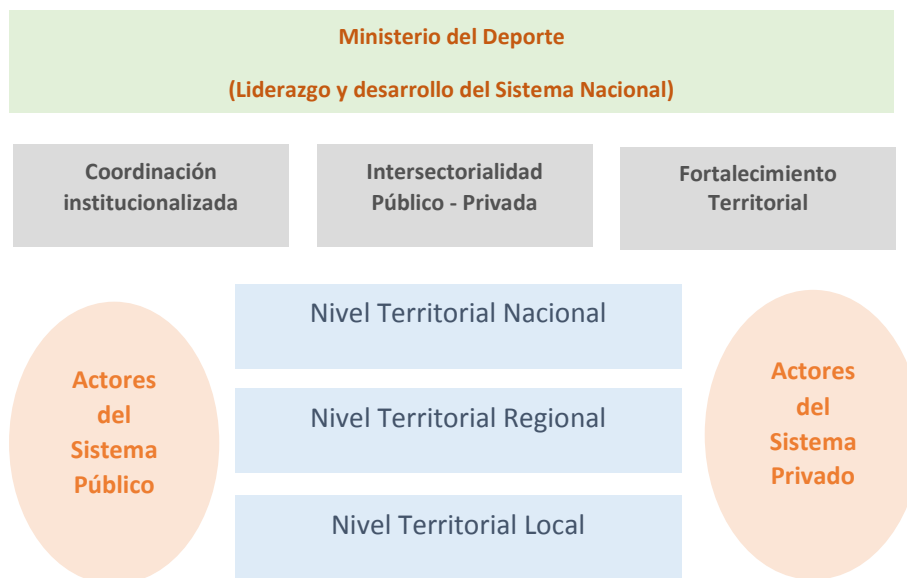 Ministerio del Deporte
(Liderazgo y desarrollo del Sistema Nacional)
Coordinación
institucionalizada
Intersectorialidad
Público - Privada
Fortalecimiento
Territorial
Nivel Territorial Nacional
Nivel Territorial Regional
Nivel Territorial Local
Actores
del
Sistema
Público
Actores
del
Sistema
Privado